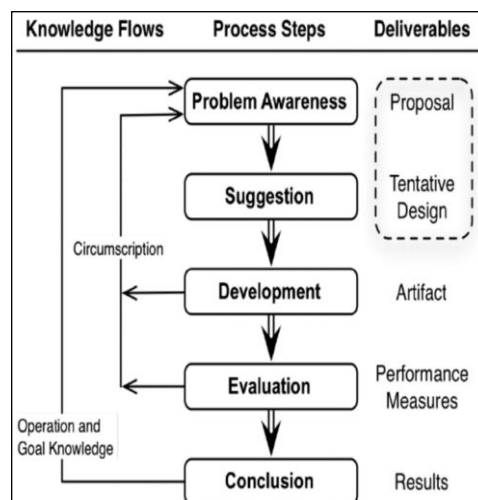 Knowledge Flows Process Steps Deliverables
Problem Awareness Proposal
Suggestion Tentative
Design
Circumscription
Development Artifact
Evaluation Performance
Measures
Operation and
Goal Knowledge
Conclusion Results